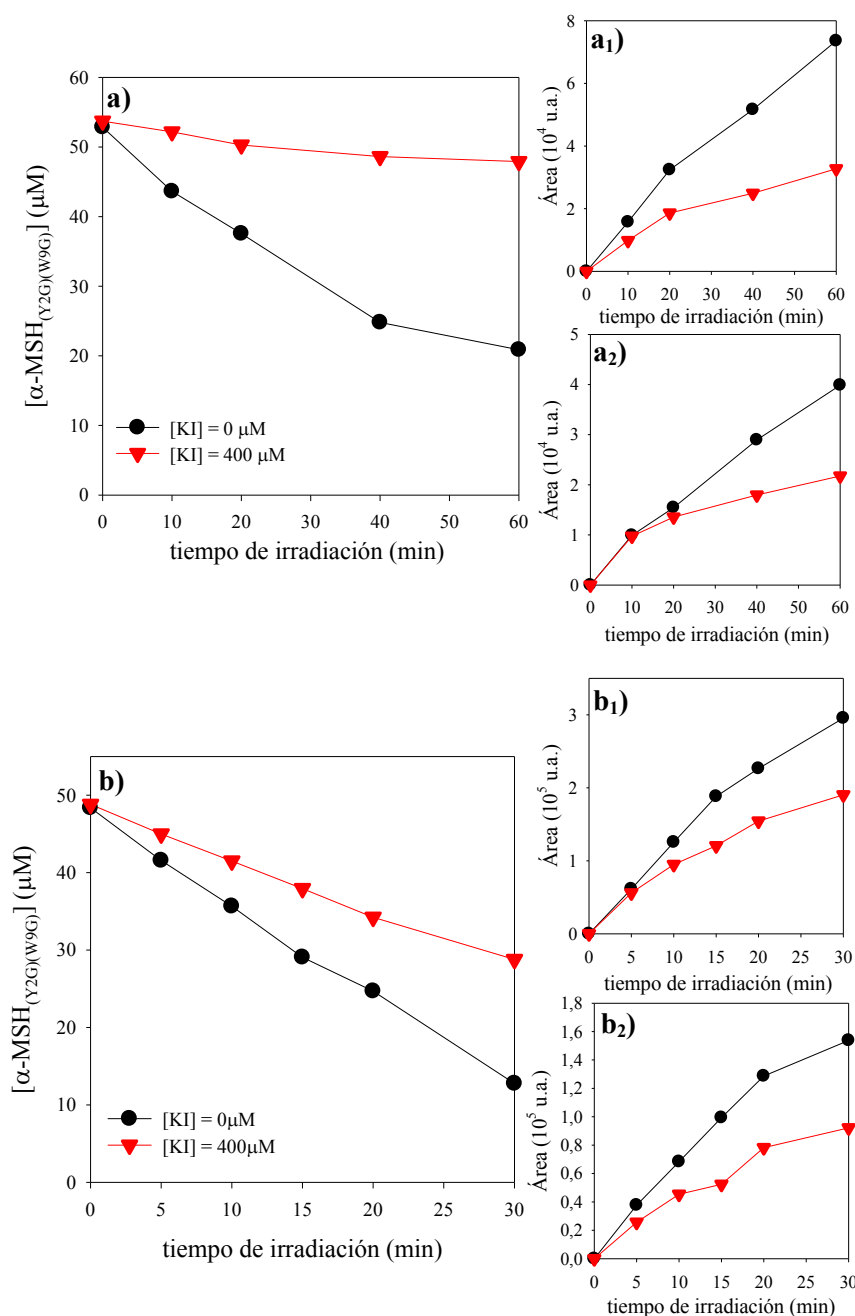 a)
[α-MSH(Y2G)(W9G)] (μM)
60
50
40
30
20
10
0
[KI] = 0 μM
[KI] = 400 μM
0 10 20 30 40 50 60
tiempo de irradiación (min)
a1)
Área (10⁴ u.a.)
8
6
4
2
0
0 10 20 30 40 50 60
tiempo de irradiación (min)
a2)
Área (10⁴ u.a.)
5
4
3
2
1
0
0 10 20 30 40 50 60
tiempo de irradiación (min)
b)
[α-MSH(Y2G)(W9G)] (μM)
50
40
30
20
10
0
[KI] = 0μM
[KI] = 400μM
0 5 10 15 20 25 30
tiempo de irradiación (min)
b1)
Área (10⁵ u.a.)
3
2
1
0
0 5 10 15 20 25 30
tiempo de irradiación (min)
b2)
Área (10⁵ u.a.)
1,8
1,6
1,4
1,2
1,0
0,8
0,6
0,4
0,2
0,0
0 5 10 15 20 25 30
tiempo de irradiación (min)